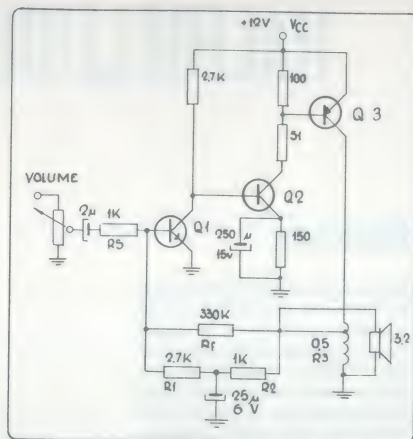 +12V VCC
2,7K
100
Q3
51
VOLUME
2µ
1K
R5
Q1
Q2
250 µ
15v
150
330K
Rf
0,5
R3
3,2
2,7K
R1
1K
R2
25µ
6 V